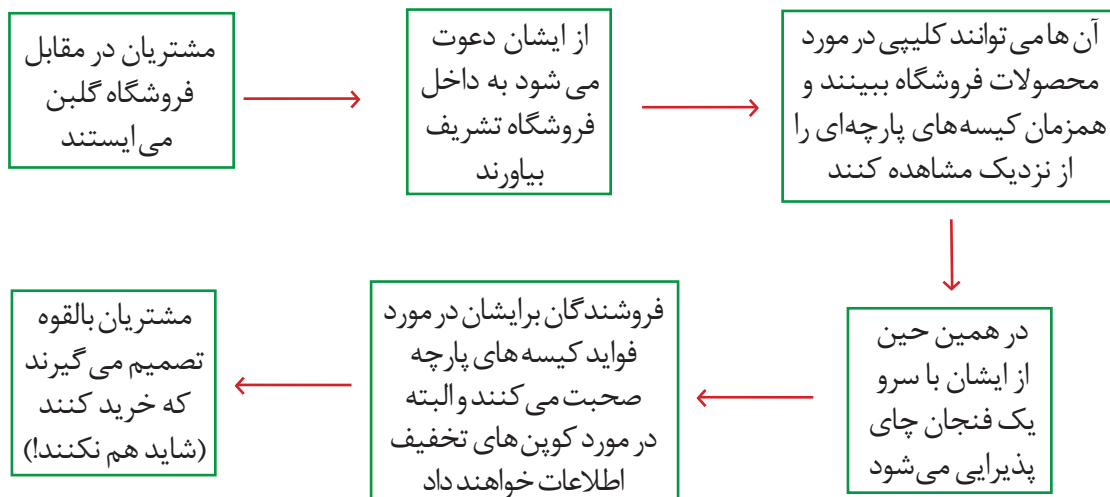 مشتریان در مقابل
فروشگاه گلبن
می‌ایستند
از ایشان دعوت
می شود به داخل
فروشگاه تشریف
بیاورند
آن ها می توانند کلیپی در مورد
محصولات فروشگاه ببینند و
همزمان کیسه‌های پارچه‌ای را
از نزدیک مشاهده کنند
در همین حین
از ایشان با سرو
یک فنجان چای
پذیرایی می‌شود
فروشندگان برایشان در مورد
فواید کیسه های پارچه
صحبت می کنند و البته
در مورد کوپن های تخفیف
اطلاعات خواهند داد
مشتریان بالقوه
تصمیم می گیرند
که خرید کنند
(شاید هم نکنند!)